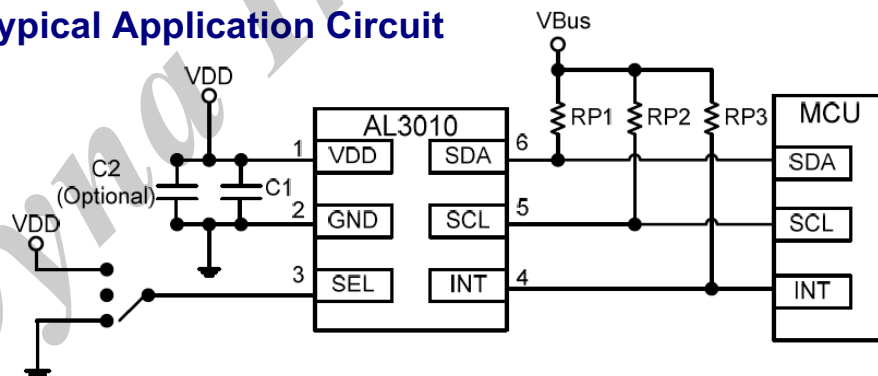 ypical Application Circuit
VBus
VDD
AL3010
MCU
RP1
RP2
RP3
1
VDD
SDA
6
SDA
C2
(Optional)
C1
2
GND
SCL
5
SCL
VDD
3
SEL
INT
4
INT